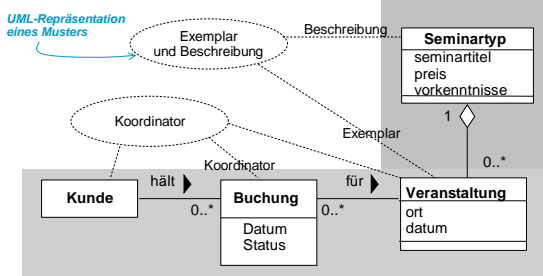 UML-Repräsentation
eines Musters
Exemplar
und Beschreibung
Beschreibung
Seminartyp
seminartitel
preis
vorkenntnisse
1
Koordinator
Exemplar
Koordinator
0..*
hält
für
Kunde
0..*
Buchung
0..*
Veranstaltung
ort
datum
Datum
Status